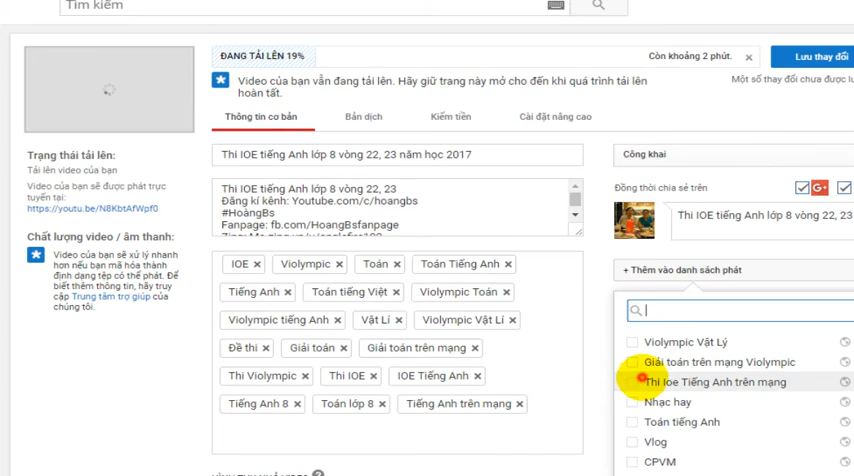 Tìm kiếm
ĐANG TẢI LÊN 19%
Còn khoảng 2 phút.
Lưu thay đổi
Video của bạn vẫn đang tải lên. Hãy giữ trang này mở cho đến khi quá trình tải lên
hoàn tất.
Một số thay đổi chưa được lư
Thông tin cơ bản
Bản dịch
Kiếm tiền
Cài đặt nâng cao
Trạng thái tải lên:
Tải lên video của bạn
Video của bạn sẽ được phát trực
tuyến tại:
https://youtu.be/N8KbtAfWpf0
Chất lượng video / âm thanh:
Video của bạn sẽ xử lý nhanh
hơn nếu bạn mã hóa thành
định dạng tệp có thể phát. Để
biết thêm thông tin, hãy truy
cập Trung tâm trợ giúp của
chúng tôi.
Thi IOE tiếng Anh lớp 8 vòng 22, 23 năm học 2017
Thi IOE tiếng Anh lớp 8 vòng 22, 23
Đăng kí kênh: Youtube.com/c/hoangbs
#HoàngBs
Fanpage: fb.com/HoangBsfanpage
IOE
Violympic
Toán
Toán Tiếng Anh
Tiếng Anh
Toán tiếng Việt
Violympic Toán
Violympic tiếng Anh
Vật Lí
Violympic Vật Lí
Đề thi
Giải toán
Giải toán trên mạng
Thi Violympic
Thi IOE
IOE Tiếng Anh
Tiếng Anh 8
Toán lớp 8
Tiếng Anh trên mạng
Công khai
Đồng thời chia sẻ trên
G+
Thi IOE tiếng Anh lớp 8 vòng 22, 23
+ Thêm vào danh sách phát
Violympic Vật Lý
Giải toán trên mạng Violympic
Thi Ioe Tiếng Anh trên mạng
Nhạc hay
Toán tiếng Anh
Vlog
CPVM